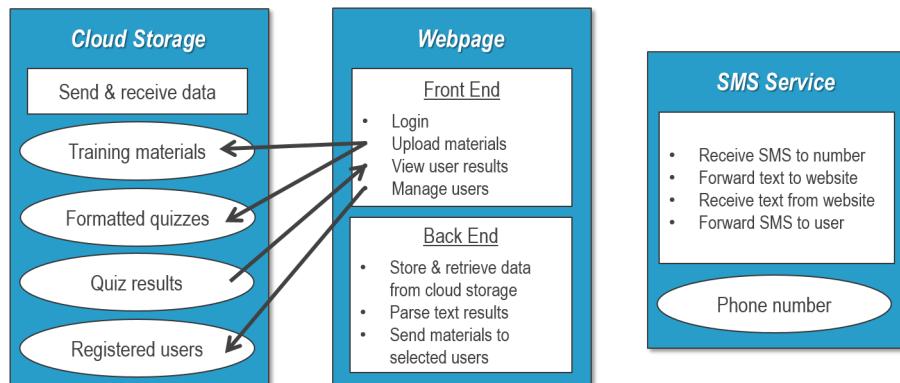 Cloud Storage
Send & receive data
Training materials
Formatted quizzes
Quiz results
Registered users
Webpage
Front End
• Login
• Upload materials
• View user results
• Manage users
Back End
• Store & retrieve data
from cloud storage
• Parse text results
• Send materials to
selected users
SMS Service
• Receive SMS to number
• Forward text to website
• Receive text from website
• Forward SMS to user
Phone number